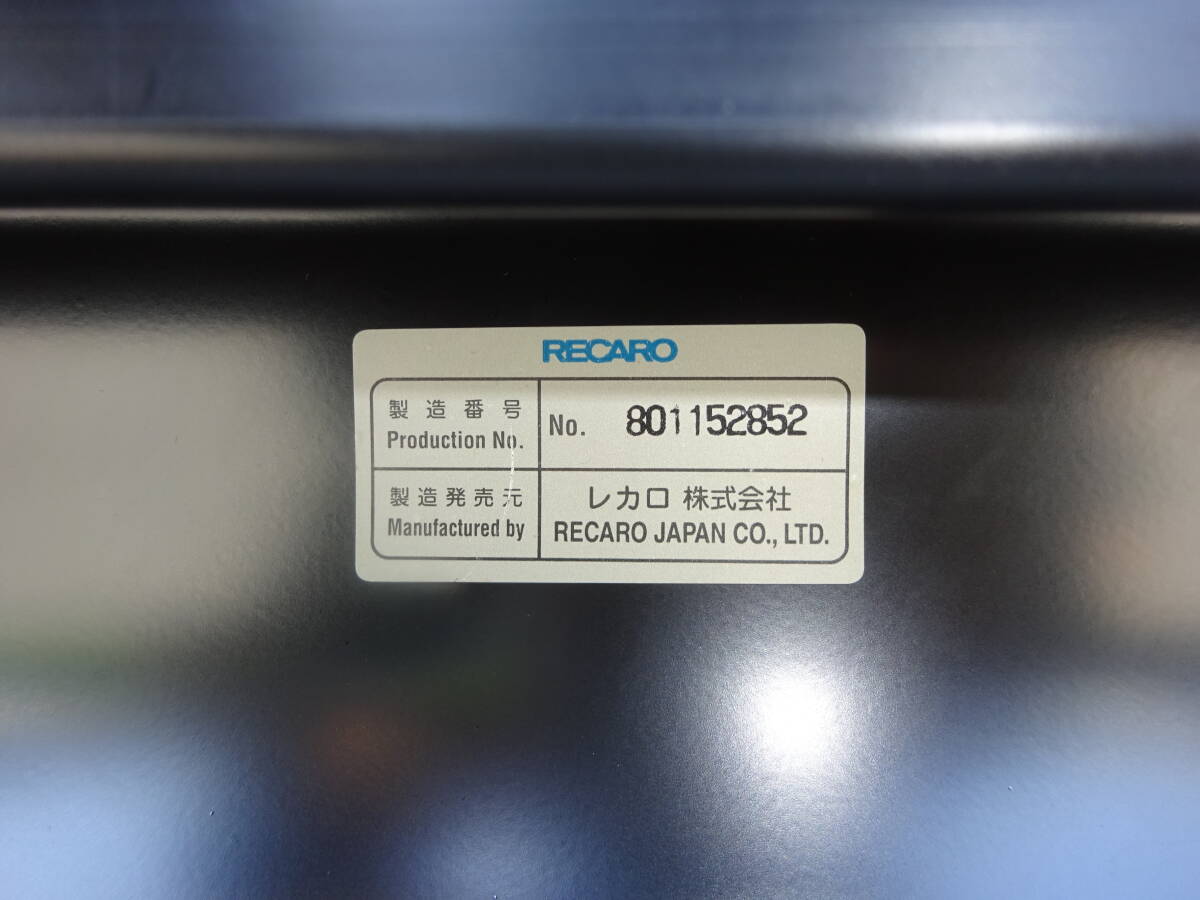 RECARO
製造番号
Production No.
No. 801152852
製造発売元
Manufactured by
レカロ 株式会社
RECARO JAPAN CO., LTD.